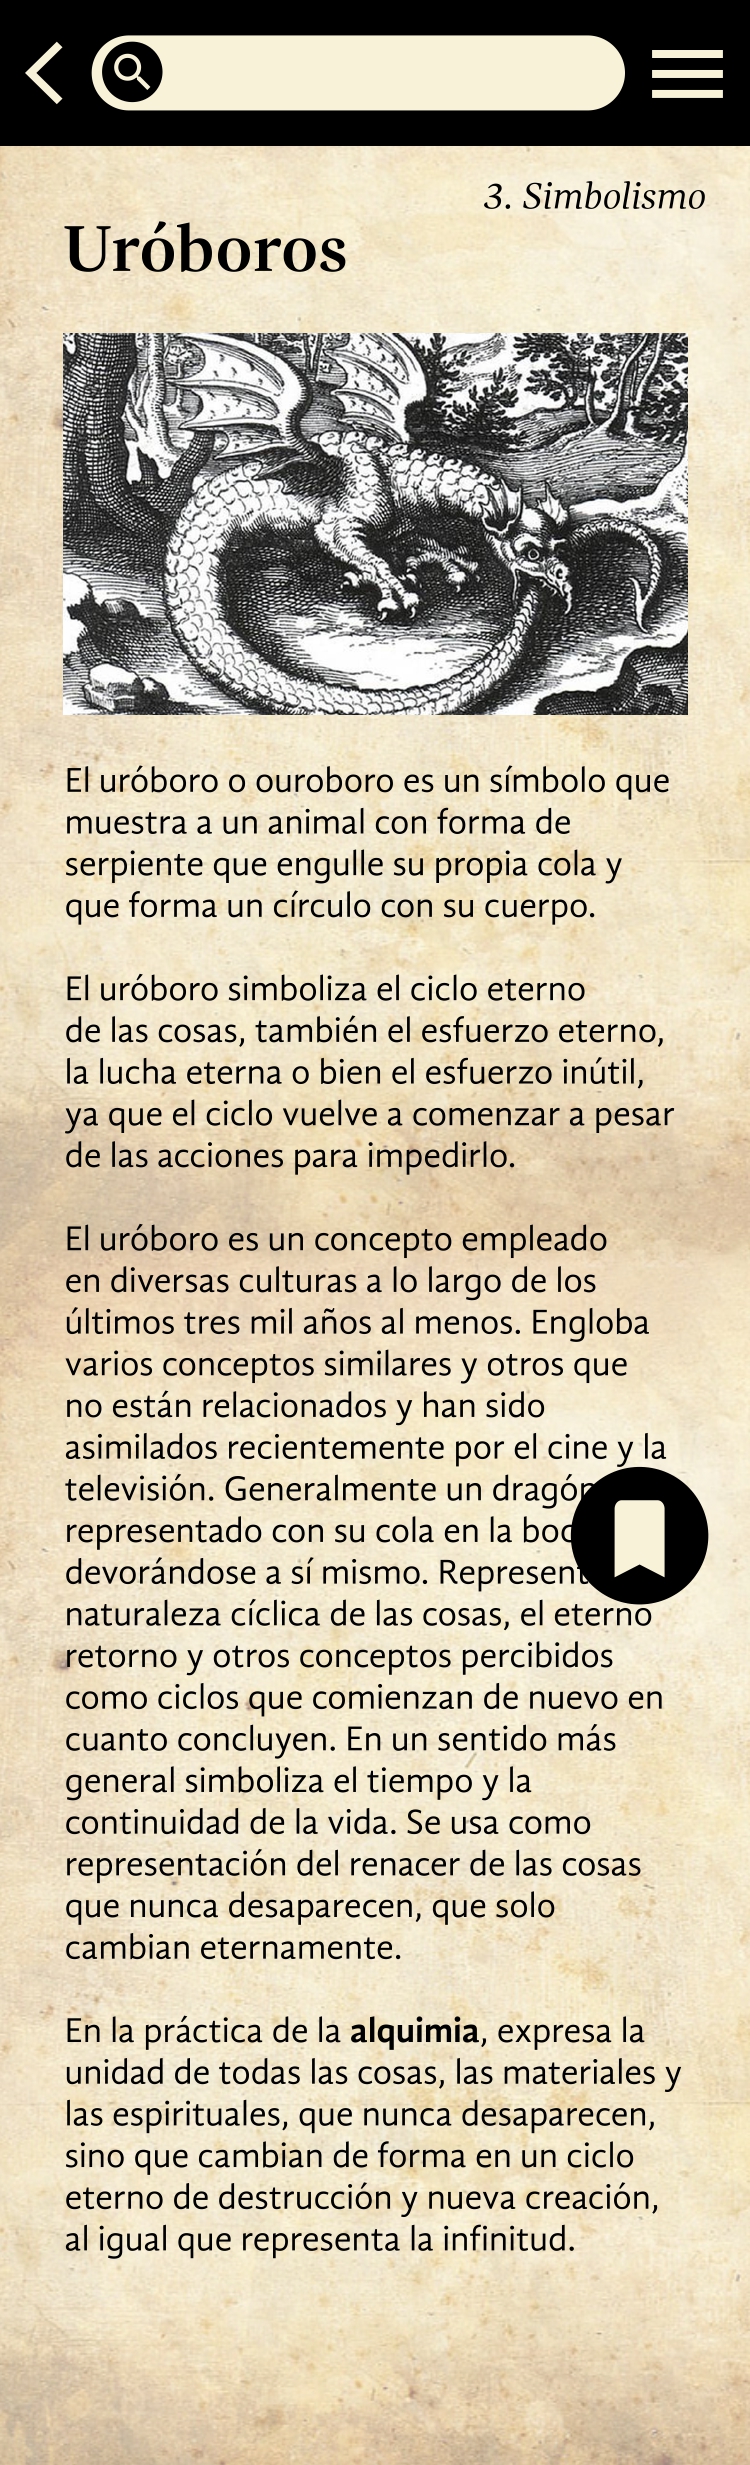 3. Simbolismo
Uróboros
El uróboro o ouroboro es un símbolo que
muestra a un animal con forma de
serpiente que engulle su propia cola y
que forma un círculo con su cuerpo.
El uróboro simboliza el ciclo eterno
de las cosas, también el esfuerzo eterno,
la lucha eterna o bien el esfuerzo inútil,
ya que el ciclo vuelve a comenzar a pesar
de las acciones para impedirlo.
El uróboro es un concepto empleado
en diversas culturas a lo largo de los
últimos tres mil años al menos. Engloba
varios conceptos similares y otros que
no están relacionados y han sido
asimilados recientemente por el cine y la
televisión. Generalmente un dragón
representado con su cola en la
devorándose a sí mismo.
naturaleza cíclica de las cosas, el eterno
retorno y otros conceptos percibidos
como ciclos que comienzan de nuevo en
cuanto concluyen. En un sentido más
general simboliza el tiempo y la
continuidad de la vida. Se usa como
representación del renacer de las cosas
que nunca desaparecen, que solo
cambian eternamente.
En la práctica de la alquimia, expresa la
unidad de todas las cosas, las materiales y
las espirituales, que nunca desaparecen,
sino que cambian de forma en un ciclo
eterno de destrucción y nueva creación,
al igual que representa la infinitud.